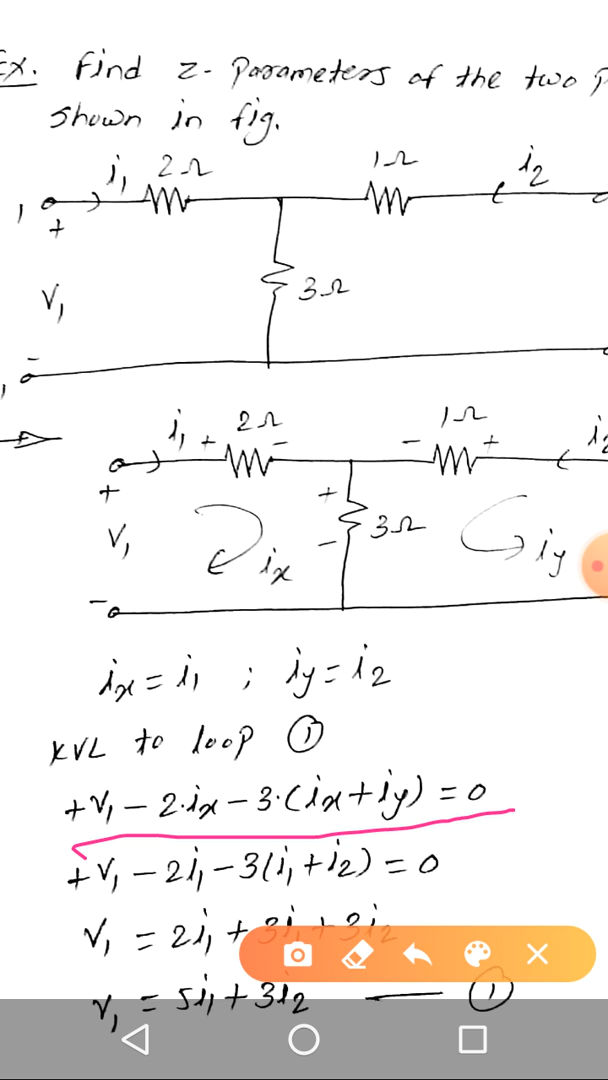 Ex. Find z- Parameters of the two P
shown in fig.
i1 2Ω 1Ω i2
1 +
V1 3Ω
-
i1 + 2Ω - - 1Ω + i2
+ +
V1 ix - 3Ω iy
-
ix = i1 ; iy = i2
KVL to loop ①
+V1 - 2·ix - 3·(ix + iy) = 0
+V1 - 2i1 - 3(i1 + i2) = 0
V1 = 2i1 + 3i1 + 3i2
V1 = 5i1 + 3i2 — ①